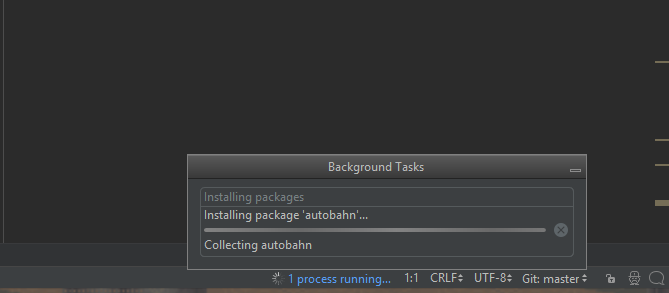 Background Tasks
Installing packages
Installing package 'autobahn'...
Collecting autobahn
1 process running... 1:1 CRLF UTF-8 Git: master